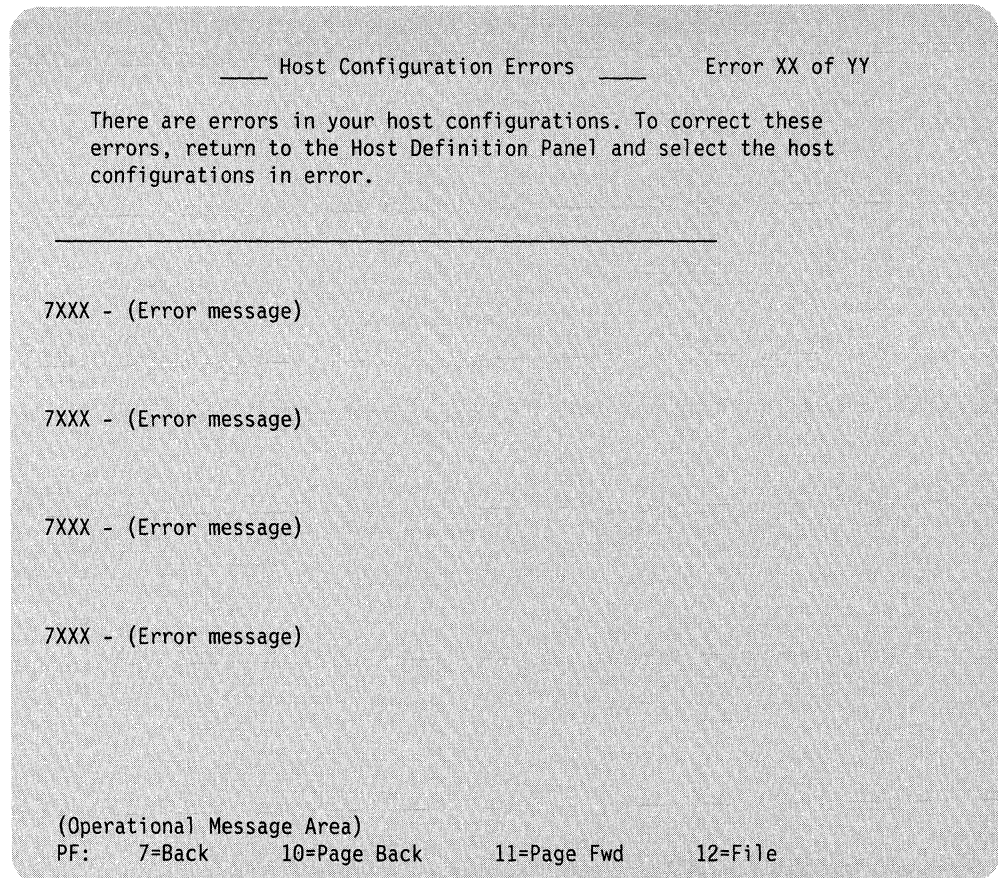 ____ Host Configuration Errors ____ Error XX of YY
There are errors in your host configurations. To correct these
errors, return to the Host Definition Panel and select the host
configurations in error.
7XXX - (Error message)
7XXX - (Error message)
7XXX - (Error message)
7XXX - (Error message)
(Operational Message Area)
PF: 7=Back 10=Page Back 11=Page Fwd 12=File